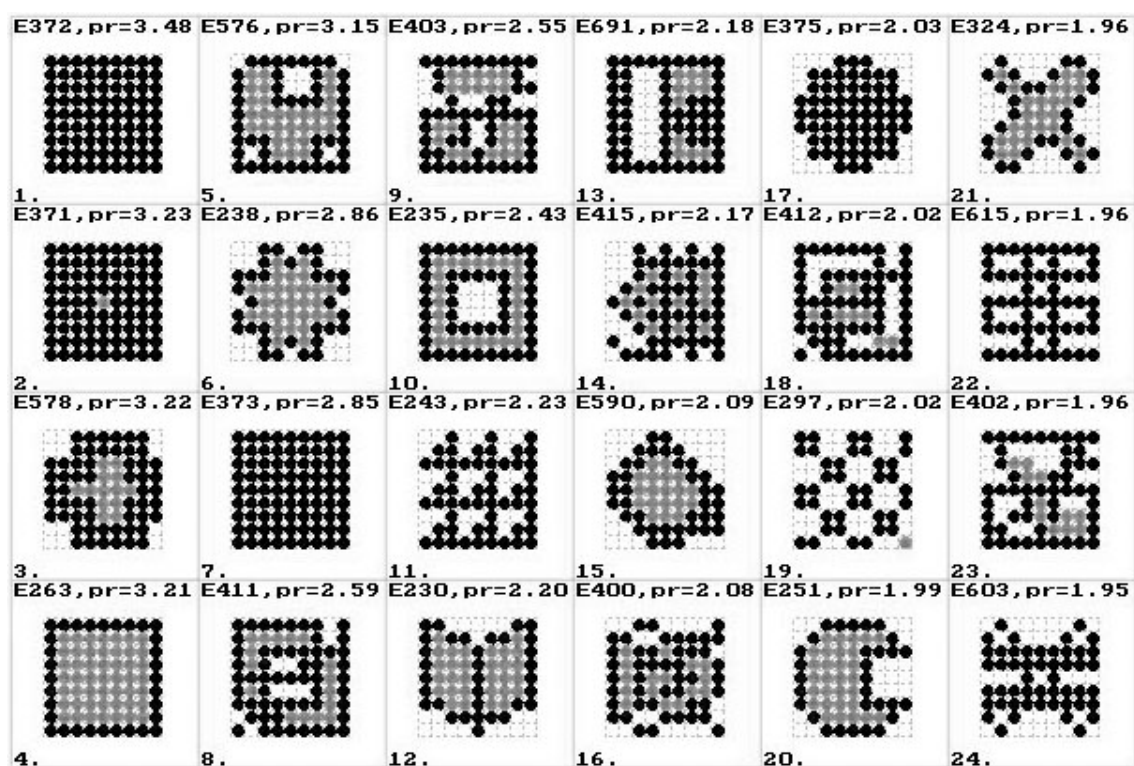 E372,pr=3.48 E576,pr=3.15 E403,pr=2.55 E691,pr=2.18 E375,pr=2.03 E324,pr=1.96
1. 5. 9. 13. 17. 21.
E371,pr=3.23 E238,pr=2.86 E235,pr=2.43 E415,pr=2.17 E412,pr=2.02 E615,pr=1.96
2. 6. 10. 14. 18. 22.
E578,pr=3.22 E373,pr=2.85 E243,pr=2.23 E590,pr=2.09 E297,pr=2.02 E402,pr=1.96
3. 7. 11. 15. 19. 23.
E263,pr=3.21 E411,pr=2.59 E230,pr=2.20 E400,pr=2.08 E251,pr=1.99 E603,pr=1.95
4. 8. 12. 16. 20. 24.